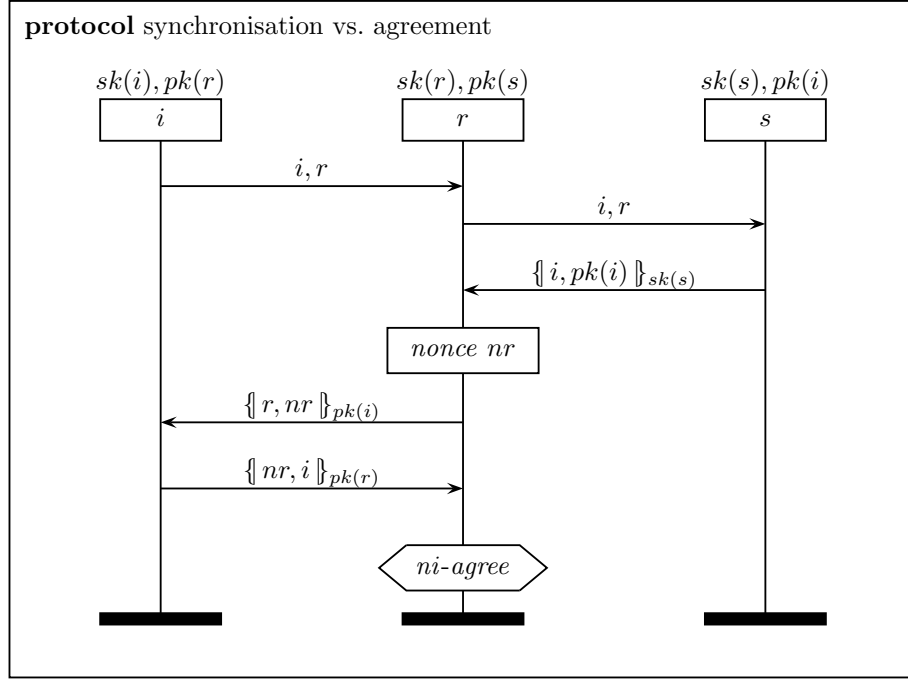 protocol synchronisation vs. agreement
sk(i), pk(r) sk(r), pk(s) sk(s), pk(i)
i r s
i, r
i, r
{| i, pk(i) |}sk(s)
nonce nr
{| r, nr |}pk(i)
{| nr, i |}pk(r)
ni-agree